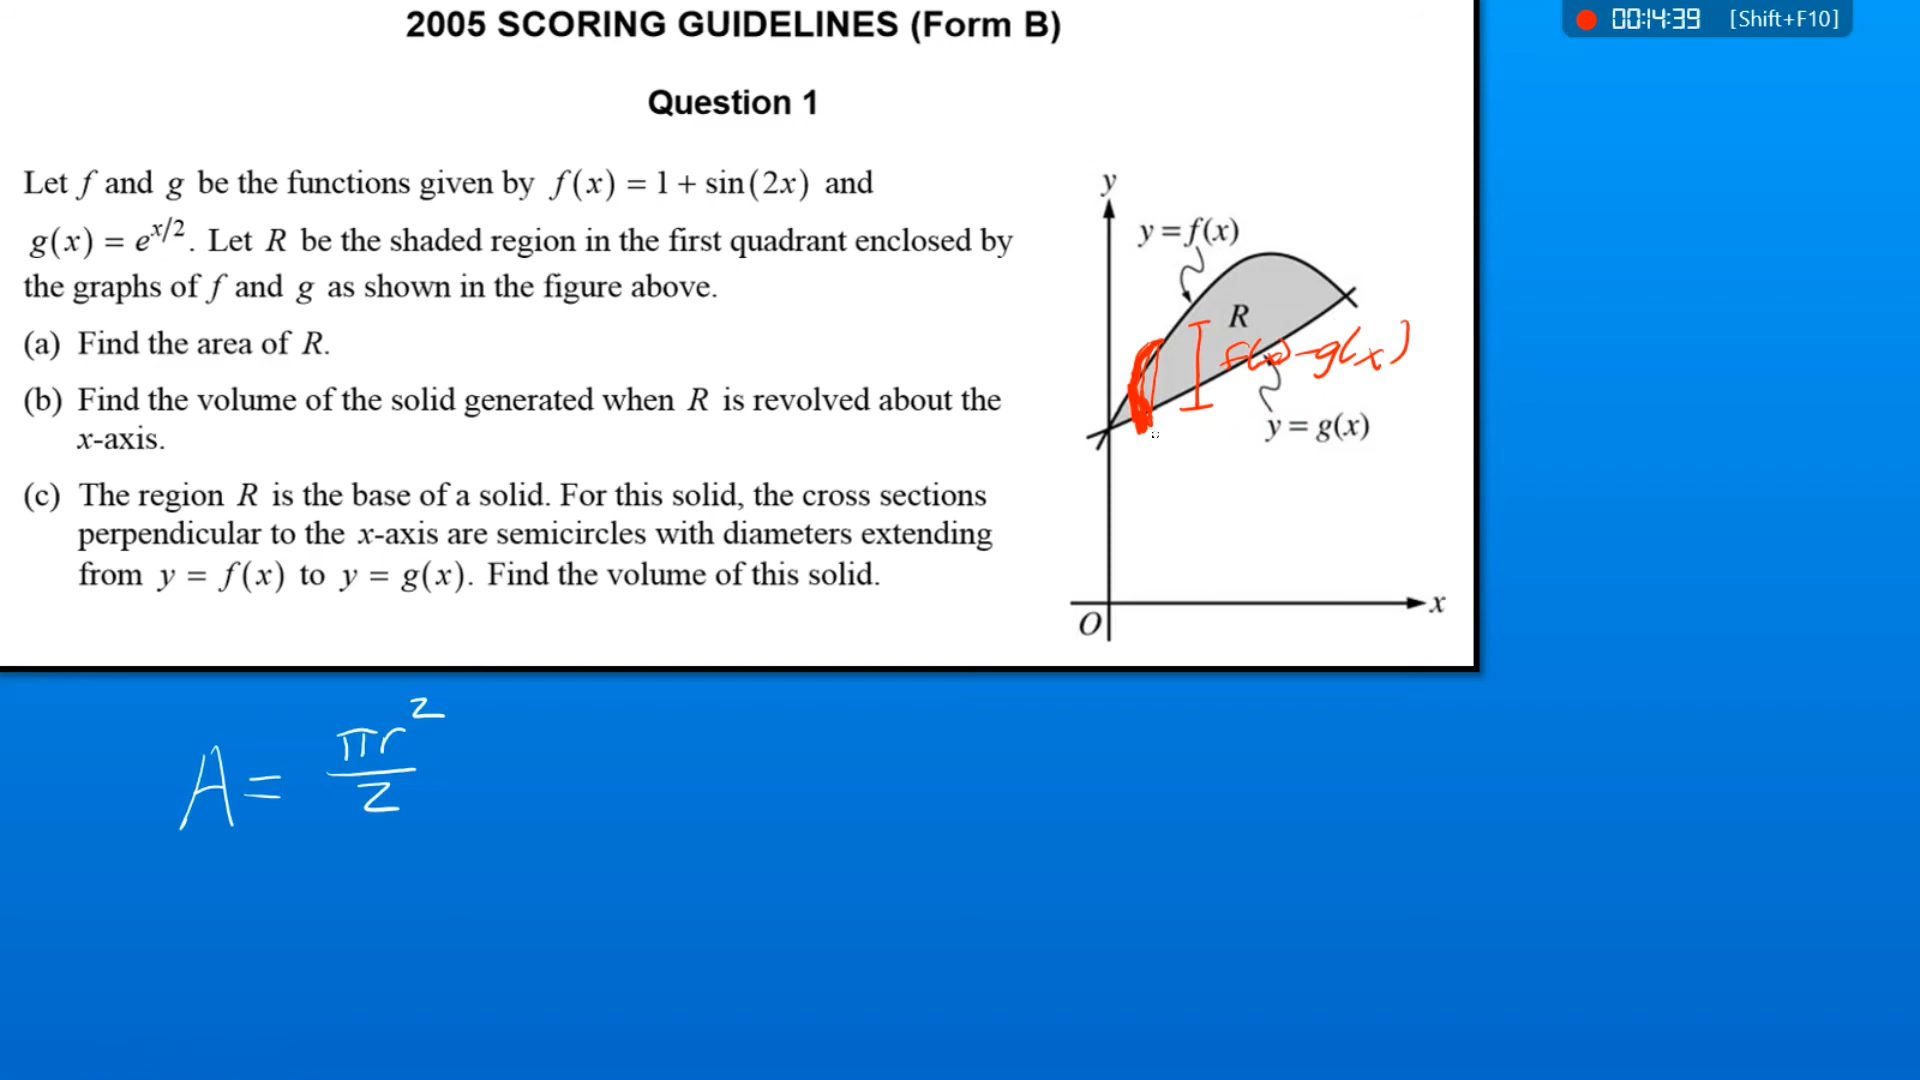 2005 SCORING GUIDELINES (Form B)
00:14:39 [Shift+F10]
Question 1
Let f and g be the functions given by f(x) = 1 + sin(2x) and
g(x) = e^{x/2}. Let R be the shaded region in the first quadrant enclosed by
the graphs of f and g as shown in the figure above.
(a) Find the area of R.
(b) Find the volume of the solid generated when R is revolved about the
x-axis.
(c) The region R is the base of a solid. For this solid, the cross sections
perpendicular to the x-axis are semicircles with diameters extending
from y = f(x) to y = g(x). Find the volume of this solid.
y
y = f(x)
R
f(x)-g(x)
y = g(x)
x
O
A = πr²/2